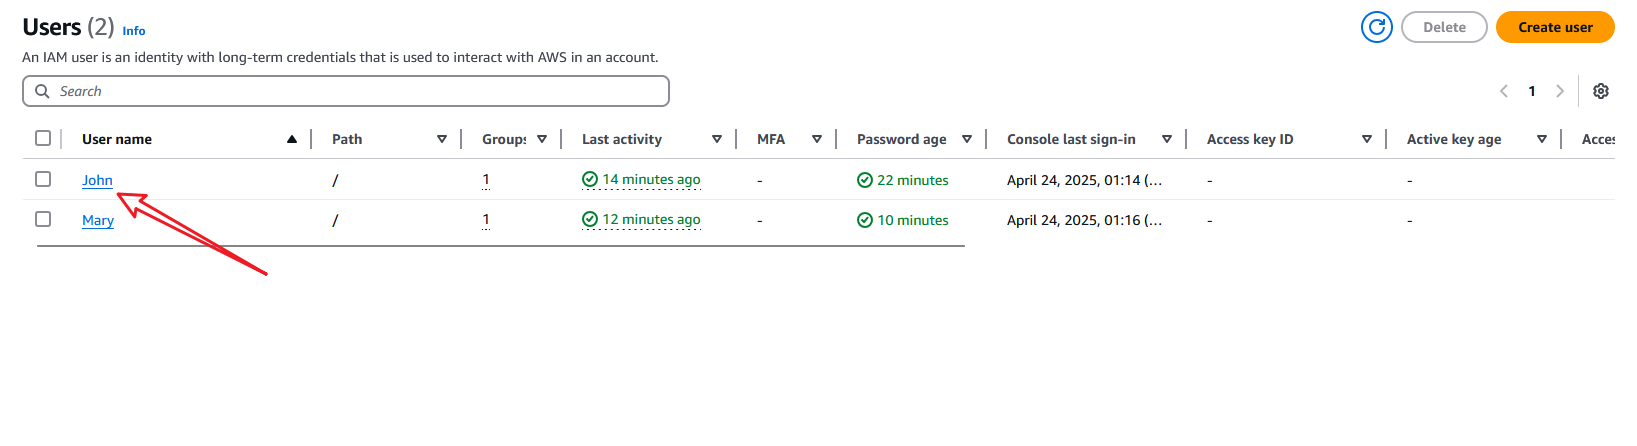 Users (2) Info
Delete
Create user
An IAM user is an identity with long-term credentials that is used to interact with AWS in an account.
Search
1
User name Path Groups Last activity MFA Password age Console last sign-in Access key ID Active key age Acces
John / 1 14 minutes ago - 22 minutes April 24, 2025, 01:14 (... - -
Mary / 1 12 minutes ago - 10 minutes April 24, 2025, 01:16 (... - -